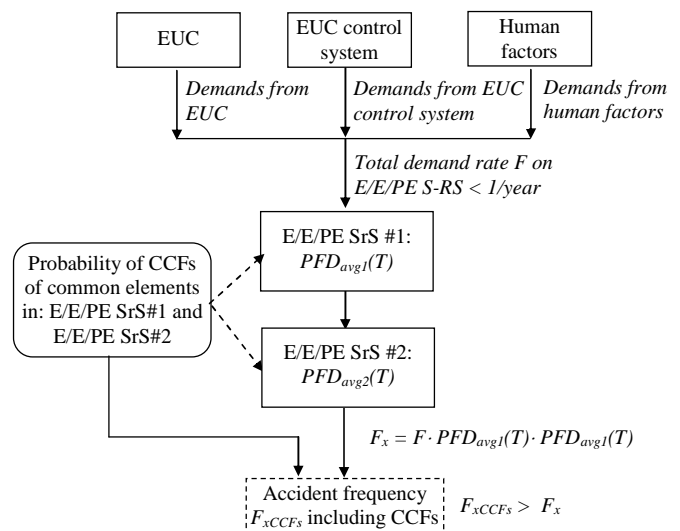 EUC
EUC control
system
Human
factors
Demands from
EUC
Demands from EUC
control system
Demands from
human factors
Total demand rate F on
E/E/PE S-RS < 1/year
E/E/PE SrS #1:
PFDavg1(T)
Probability of CCFs
of common elements
in: E/E/PE SrS#1 and
E/E/PE SrS#2
E/E/PE SrS #2:
PFDavg2(T)
Fx = F · PFDavg1(T) · PFDavg1(T)
Accident frequency
FxCCFs including CCFs
FxCCFs > Fx